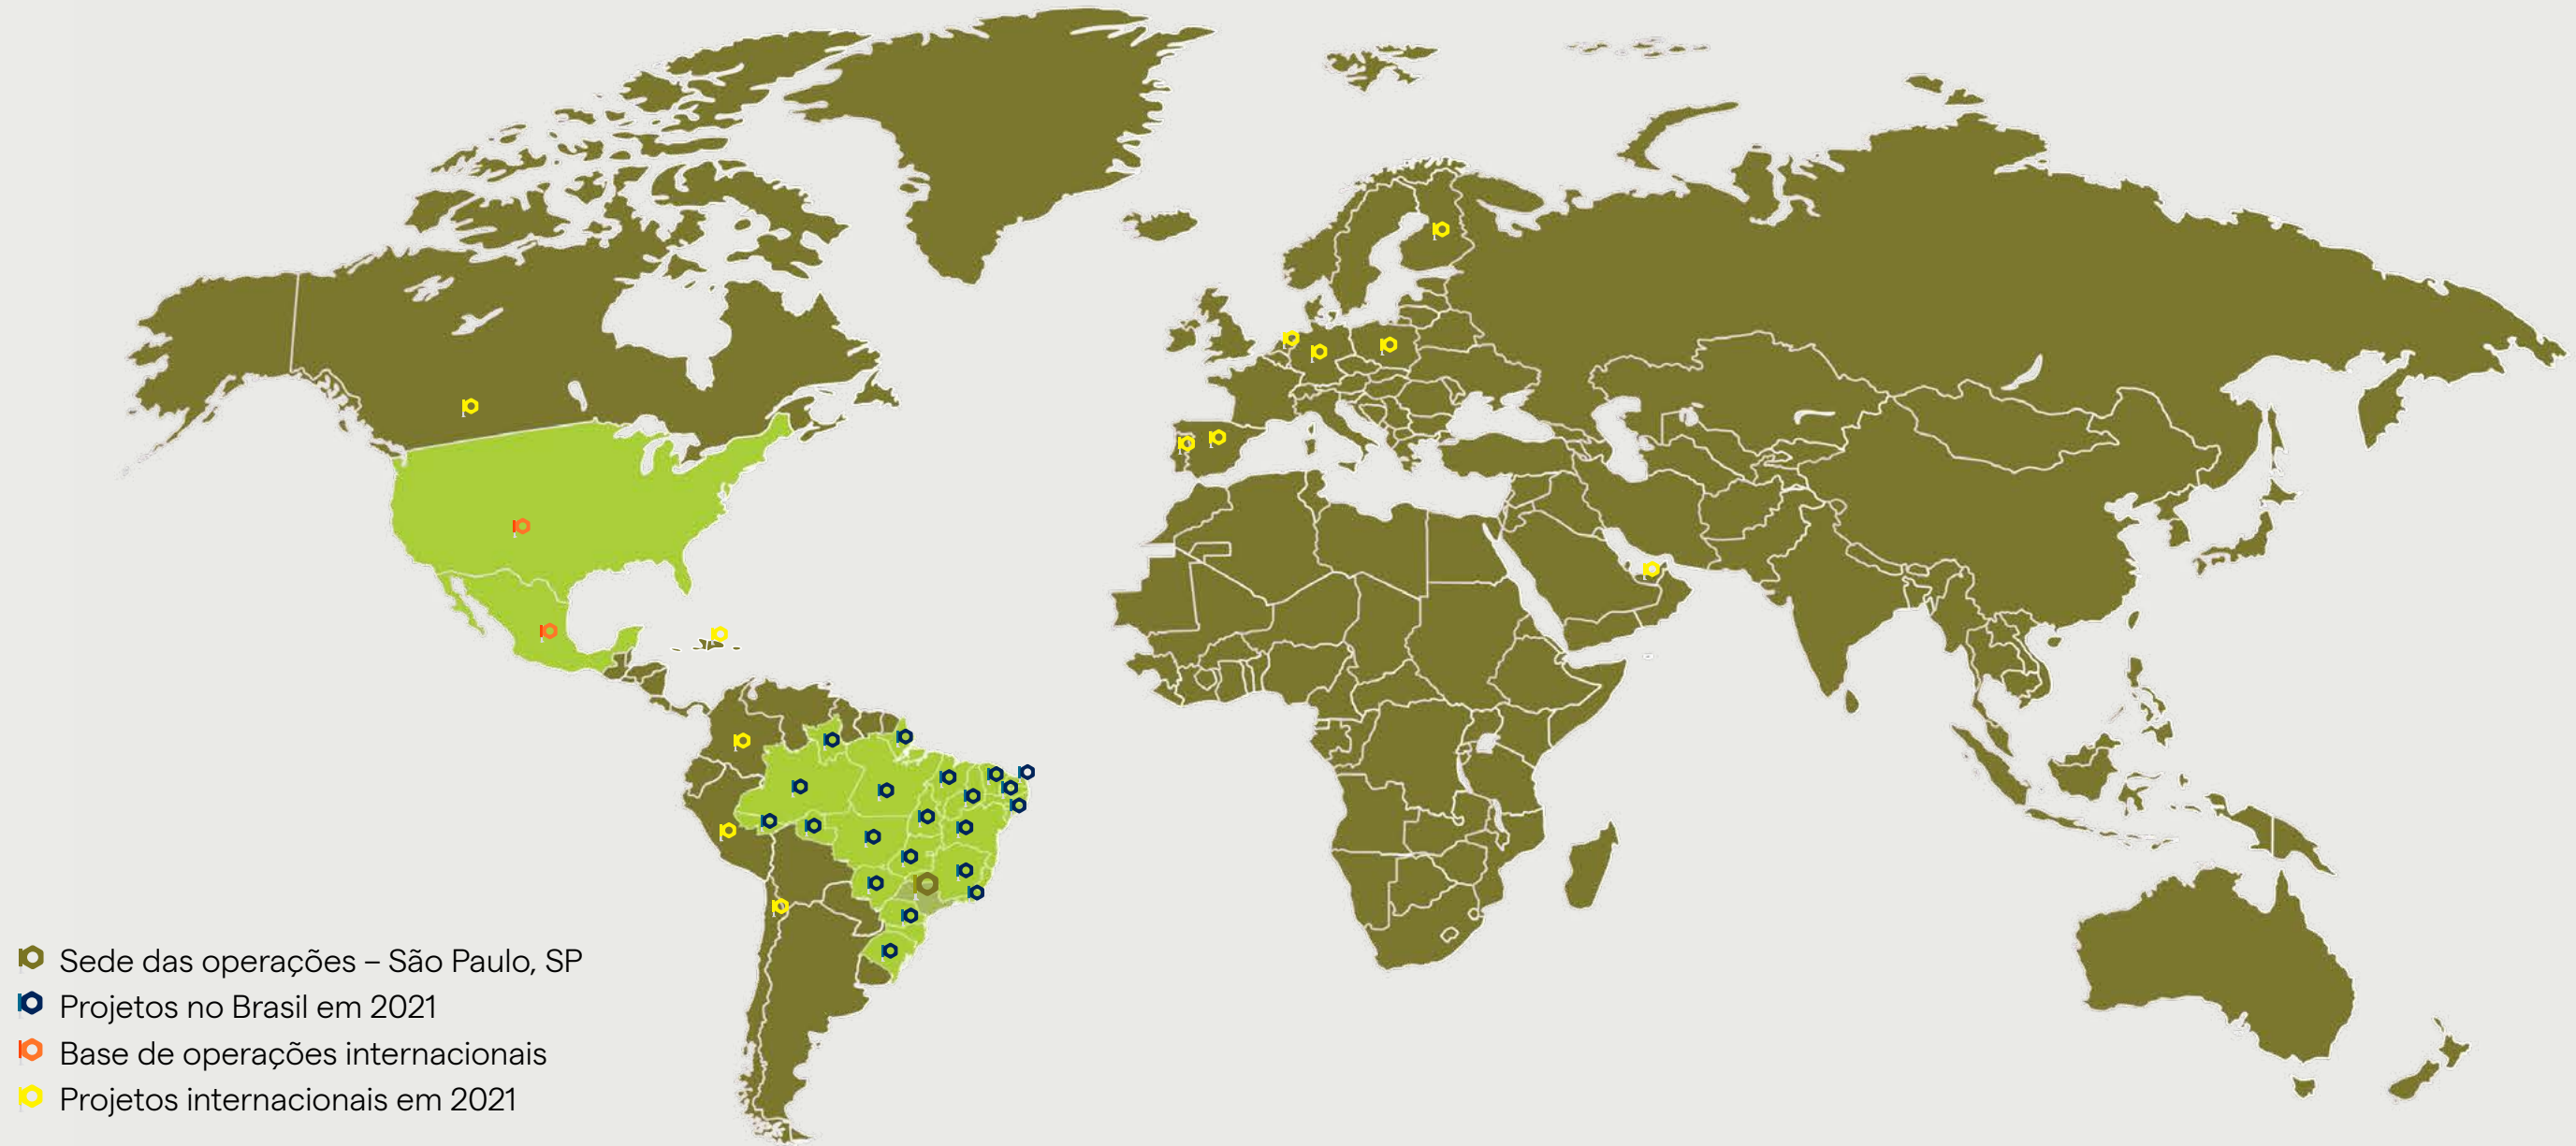 Sede das operações – São Paulo, SP
Projetos no Brasil em 2021
Base de operações internacionais
Projetos internacionais em 2021